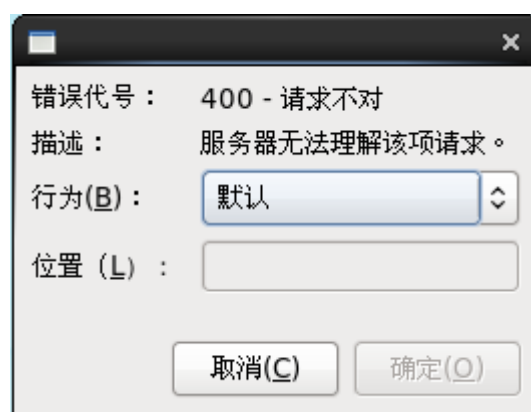 错误代号： 400 - 请求不对
描述： 服务器无法理解该项请求。
行为(B)： 默认
位置（L）:
取消(C) 确定(O)